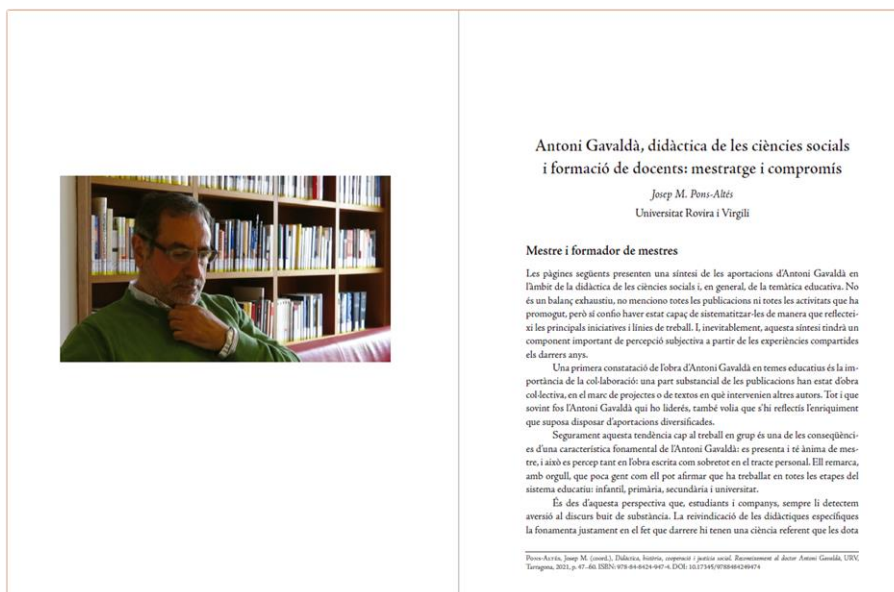 Antoni Gavaldà, didàctica de les ciències socials
i formació de docents: mestratge i compromís
Josep M. Pons-Altés
Universitat Rovira i Virgili
Mestre i formador de mestres
Les pàgines següents presenten una síntesi de les aportacions d’Antoni Gavaldà en
l’àmbit de la didàctica de les ciències socials i, en general, de la temàtica educativa. No
és un balanç exhaustiu, no menciono totes les publicacions ni totes les activitats que ha
promogut, però sí confio haver estat capaç de sistematitzar-les de manera que reflectei-
xi les principals iniciatives i línies de treball. I, inevitablement, aquesta síntesi tindrà un
component important de percepció subjectiva a partir de les experiències compartides
els darrers anys.
Una primera constatació de l’obra d’Antoni Gavaldà en temes educatius és la im-
portància de la col·laboració: una part substancial de les publicacions han estat d’obra
col·lectiva, en el marc de projectes o de textos en què intervenien altres autors. Tot i que
sovint fos l’Antoni Gavaldà qui ho liderés, també volia que s’hi reflectís l’enriquiment
que suposa disposar d’aportacions diversificades.
Segurament aquesta tendència cap al treball en grup és una de les conseqüènci-
es d’una característica fonamental de l’Antoni Gavaldà: es presenta i té ànima de mes-
tre, i això es percep tant en l’obra escrita com sobretot en el tracte personal. Ell remarca,
amb orgull, que poca gent com ell pot afirmar que ha treballat en totes les etapes del
sistema educatiu: infantil, primària, secundària i universitat.
És des d’aquesta perspectiva que, estudiants i companys, sempre li detectem
aversió al discurs buit de substància. La reivindicació de les didàctiques específiques
la fonamenta justament en el fet que darrere hi tenen una ciència referent que les dota
Pons-Altés, Josep M. (coord.), Didàctica, història, cooperació i justícia social. Reconeixement al doctor Antoni Gavaldà, URV,
Tarragona, 2021, p. 47–60. ISBN: 978-84-8424-947-4. DOI: 10.17345/9788484249474